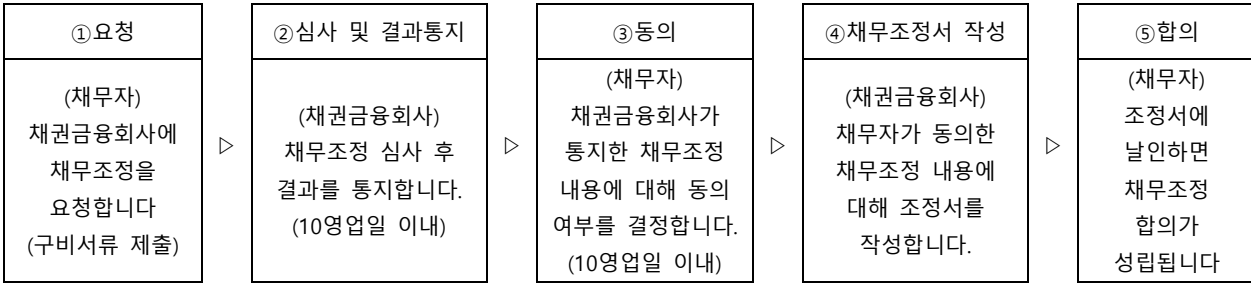 ①요청
(채무자)
채권금융회사에
채무조정을
요청합니다
(구비서류 제출)
▷
②심사 및 결과통지
(채권금융회사)
채무조정 심사 후
결과를 통지합니다.
(10영업일 이내)
▷
③동의
(채무자)
채권금융회사가
통지한 채무조정
내용에 대해 동의
여부를 결정합니다.
(10영업일 이내)
▷
④채무조정서 작성
(채권금융회사)
채무자가 동의한
채무조정 내용에
대해 조정서를
작성합니다.
▷
⑤합의
(채무자)
조정서에
날인하면
채무조정
합의가
성립됩니다